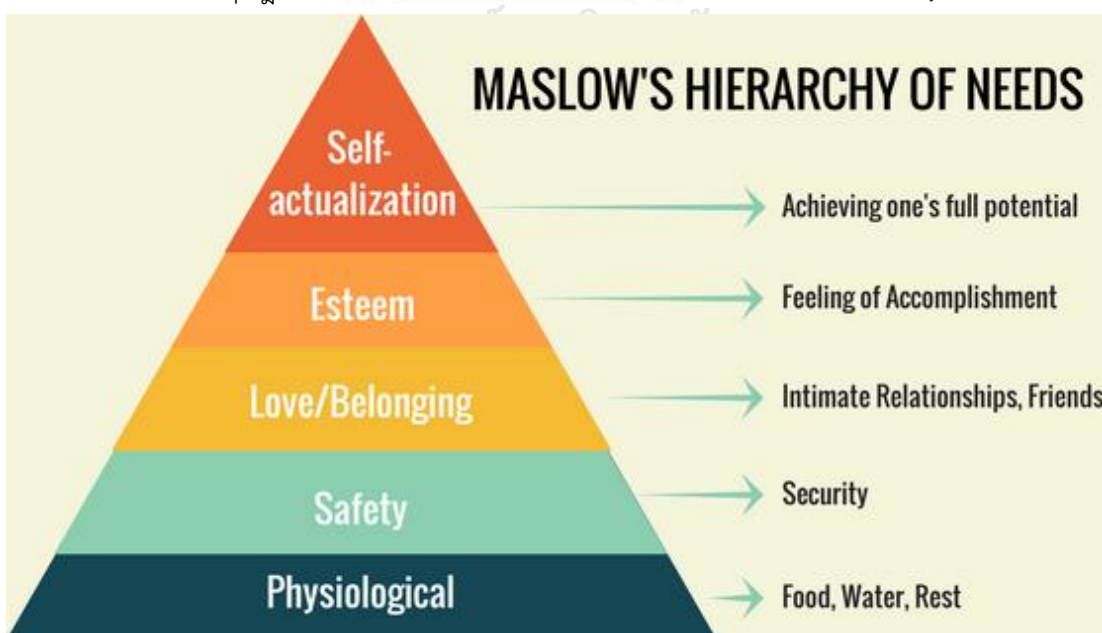 MASLOW'S HIERARCHY OF NEEDS
Self-
actualization
Achieving one's full potential
Esteem
Feeling of Accomplishment
Love/Belonging
Intimate Relationships, Friends
Safety
Security
Physiological
Food, Water, Rest